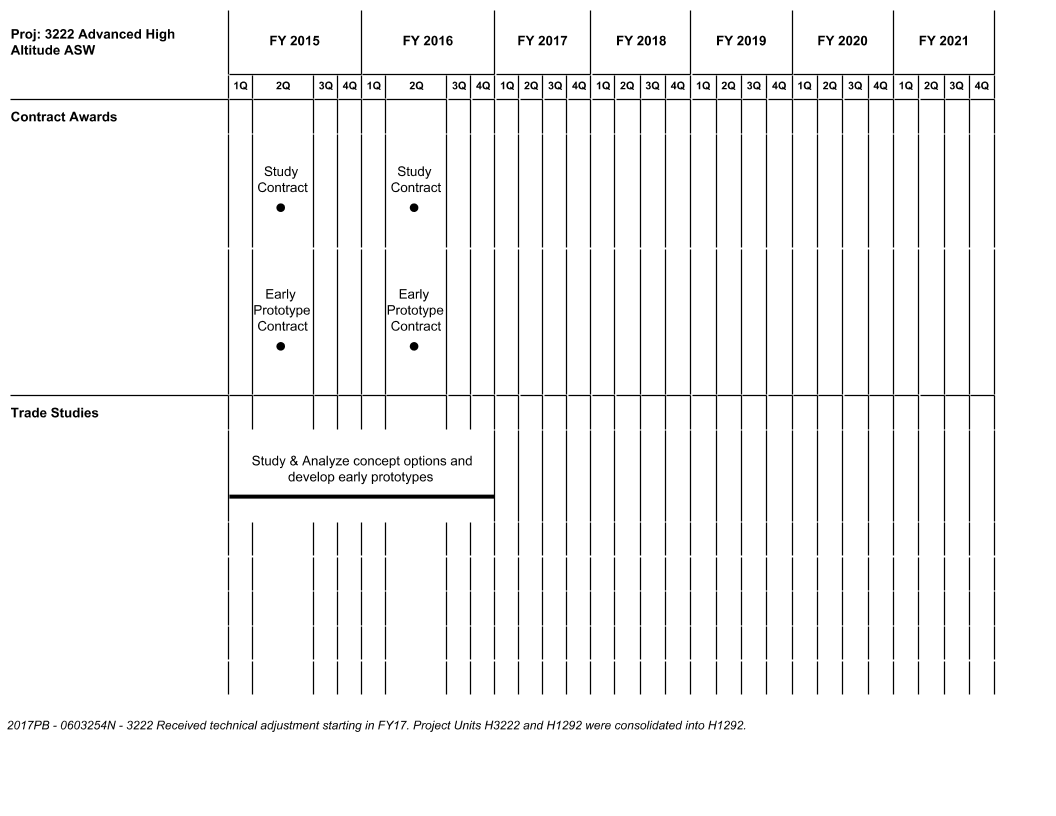 Proj: 3222 Advanced High
Altitude ASW
FY 2015 FY 2016 FY 2017 FY 2018 FY 2019 FY 2020 FY 2021
1Q 2Q 3Q 4Q 1Q 2Q 3Q 4Q 1Q 2Q 3Q 4Q 1Q 2Q 3Q 4Q 1Q 2Q 3Q 4Q 1Q 2Q 3Q 4Q 1Q 2Q 3Q 4Q
Contract Awards
Study Study
Contract Contract
Early Early
Prototype Prototype
Contract Contract
Trade Studies
Study & Analyze concept options and
develop early prototypes
2017PB - 0603254N - 3222 Received technical adjustment starting in FY17. Project Units H3222 and H1292 were consolidated into H1292.